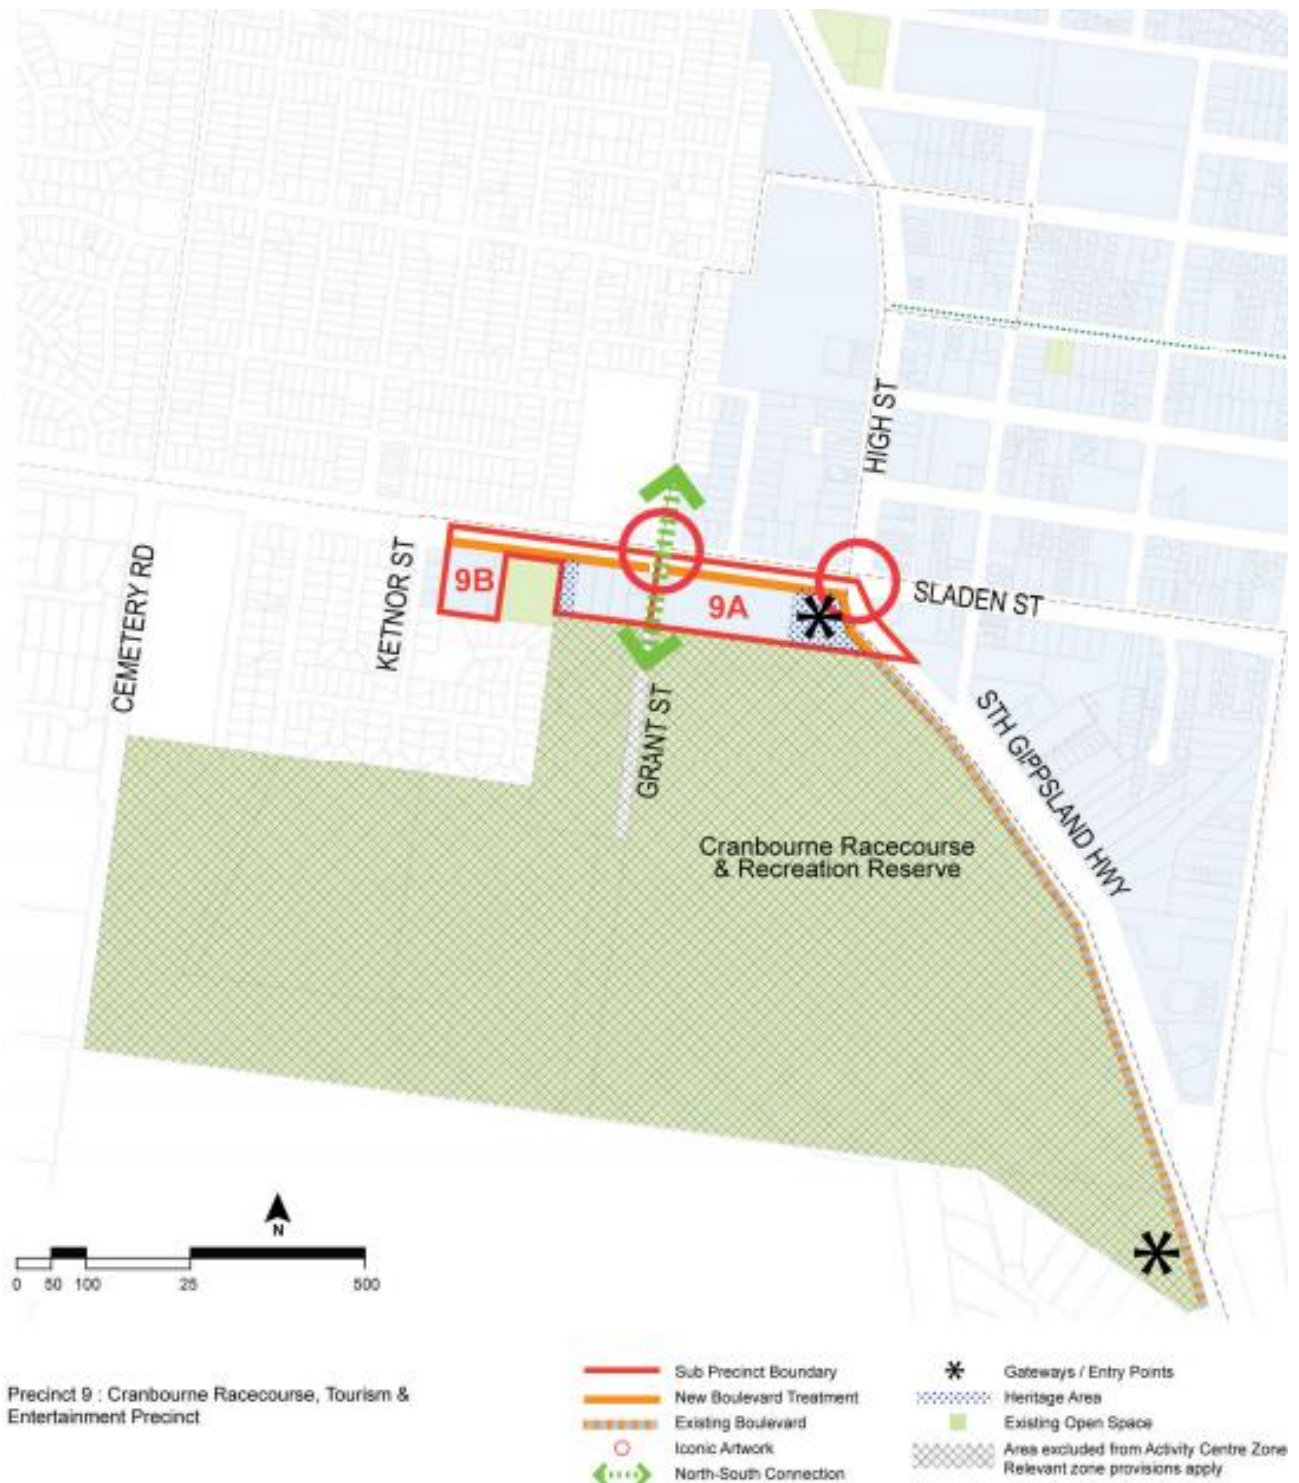 HIGH ST
SLADEN ST
KETNOR ST
CEMETERY RD
9B
9A
GRANT ST
STH GIPPSLAND HWY
Cranbourne Racecourse
& Recreation Reserve
N
0 50 100 25 500
Precinct 9 : Cranbourne Racecourse, Tourism &
Entertainment Precinct
Sub Precinct Boundary
New Boulevard Treatment
Existing Boulevard
Iconic Artwork
North-South Connection
Gateways / Entry Points
Heritage Area
Existing Open Space
Area excluded from Activity Centre Zone
Relevant zone provisions apply